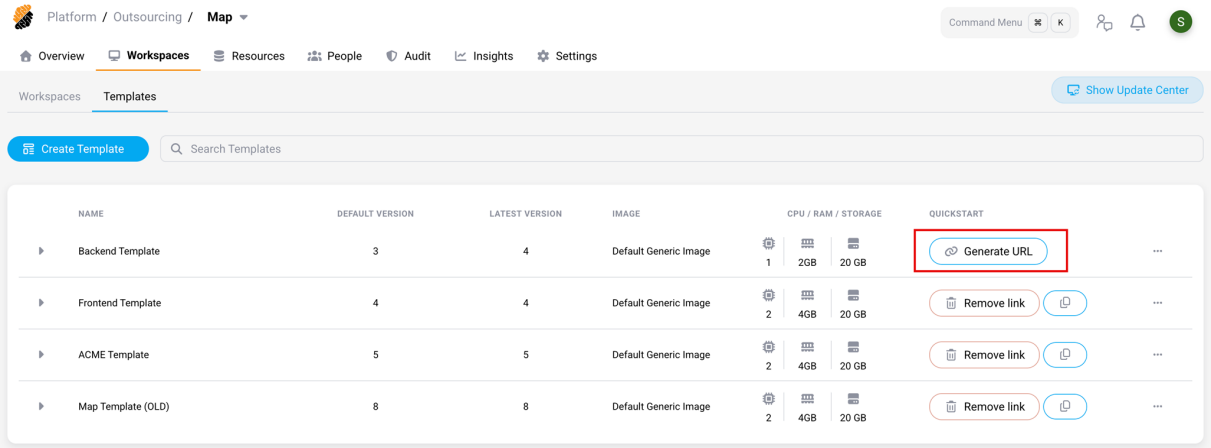 Platform / Outsourcing / Map
Command Menu ⌘ K
S
Overview Workspaces Resources People Audit Insights Settings
Workspaces Templates
Show Update Center
Create Template Search Templates
NAME DEFAULT VERSION LATEST VERSION IMAGE CPU / RAM / STORAGE QUICKSTART
Backend Template 3 4 Default Generic Image 1 2GB 20 GB Generate URL ...
Frontend Template 4 4 Default Generic Image 2 4GB 20 GB Remove link ...
ACME Template 5 5 Default Generic Image 2 4GB 20 GB Remove link ...
Map Template (OLD) 8 8 Default Generic Image 2 4GB 20 GB Remove link ...